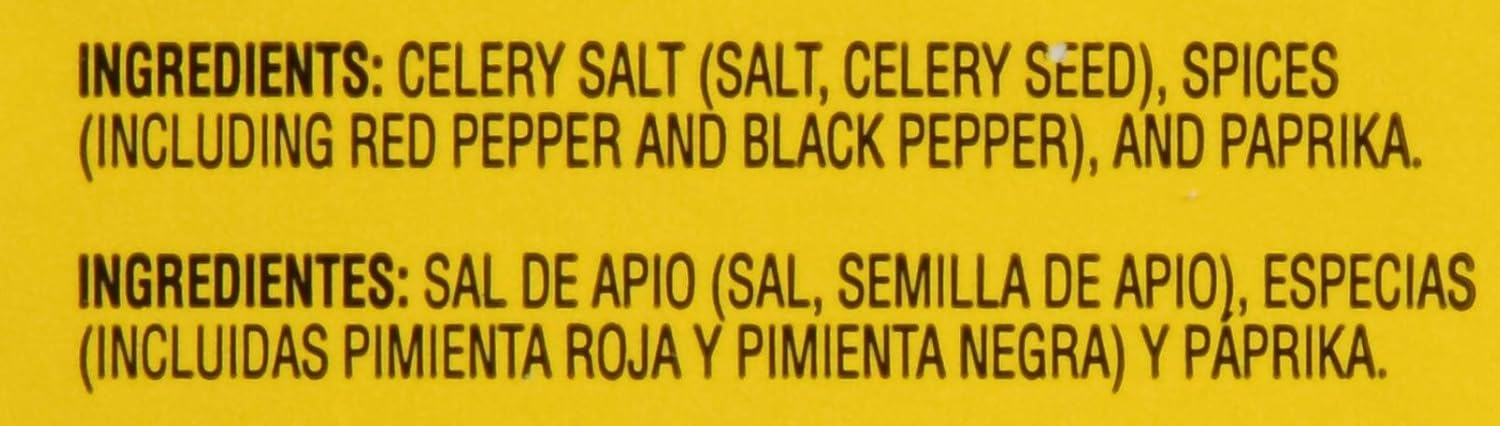 INGREDIENTS: CELERY SALT (SALT, CELERY SEED), SPICES
(INCLUDING RED PEPPER AND BLACK PEPPER), AND PAPRIKA.
INGREDIENTES: SAL DE APIO (SAL, SEMILLA DE APIO), ESPECIAS
(INCLUIDAS PIMIENTA ROJA Y PIMIENTA NEGRA) Y PÁPRIKA.